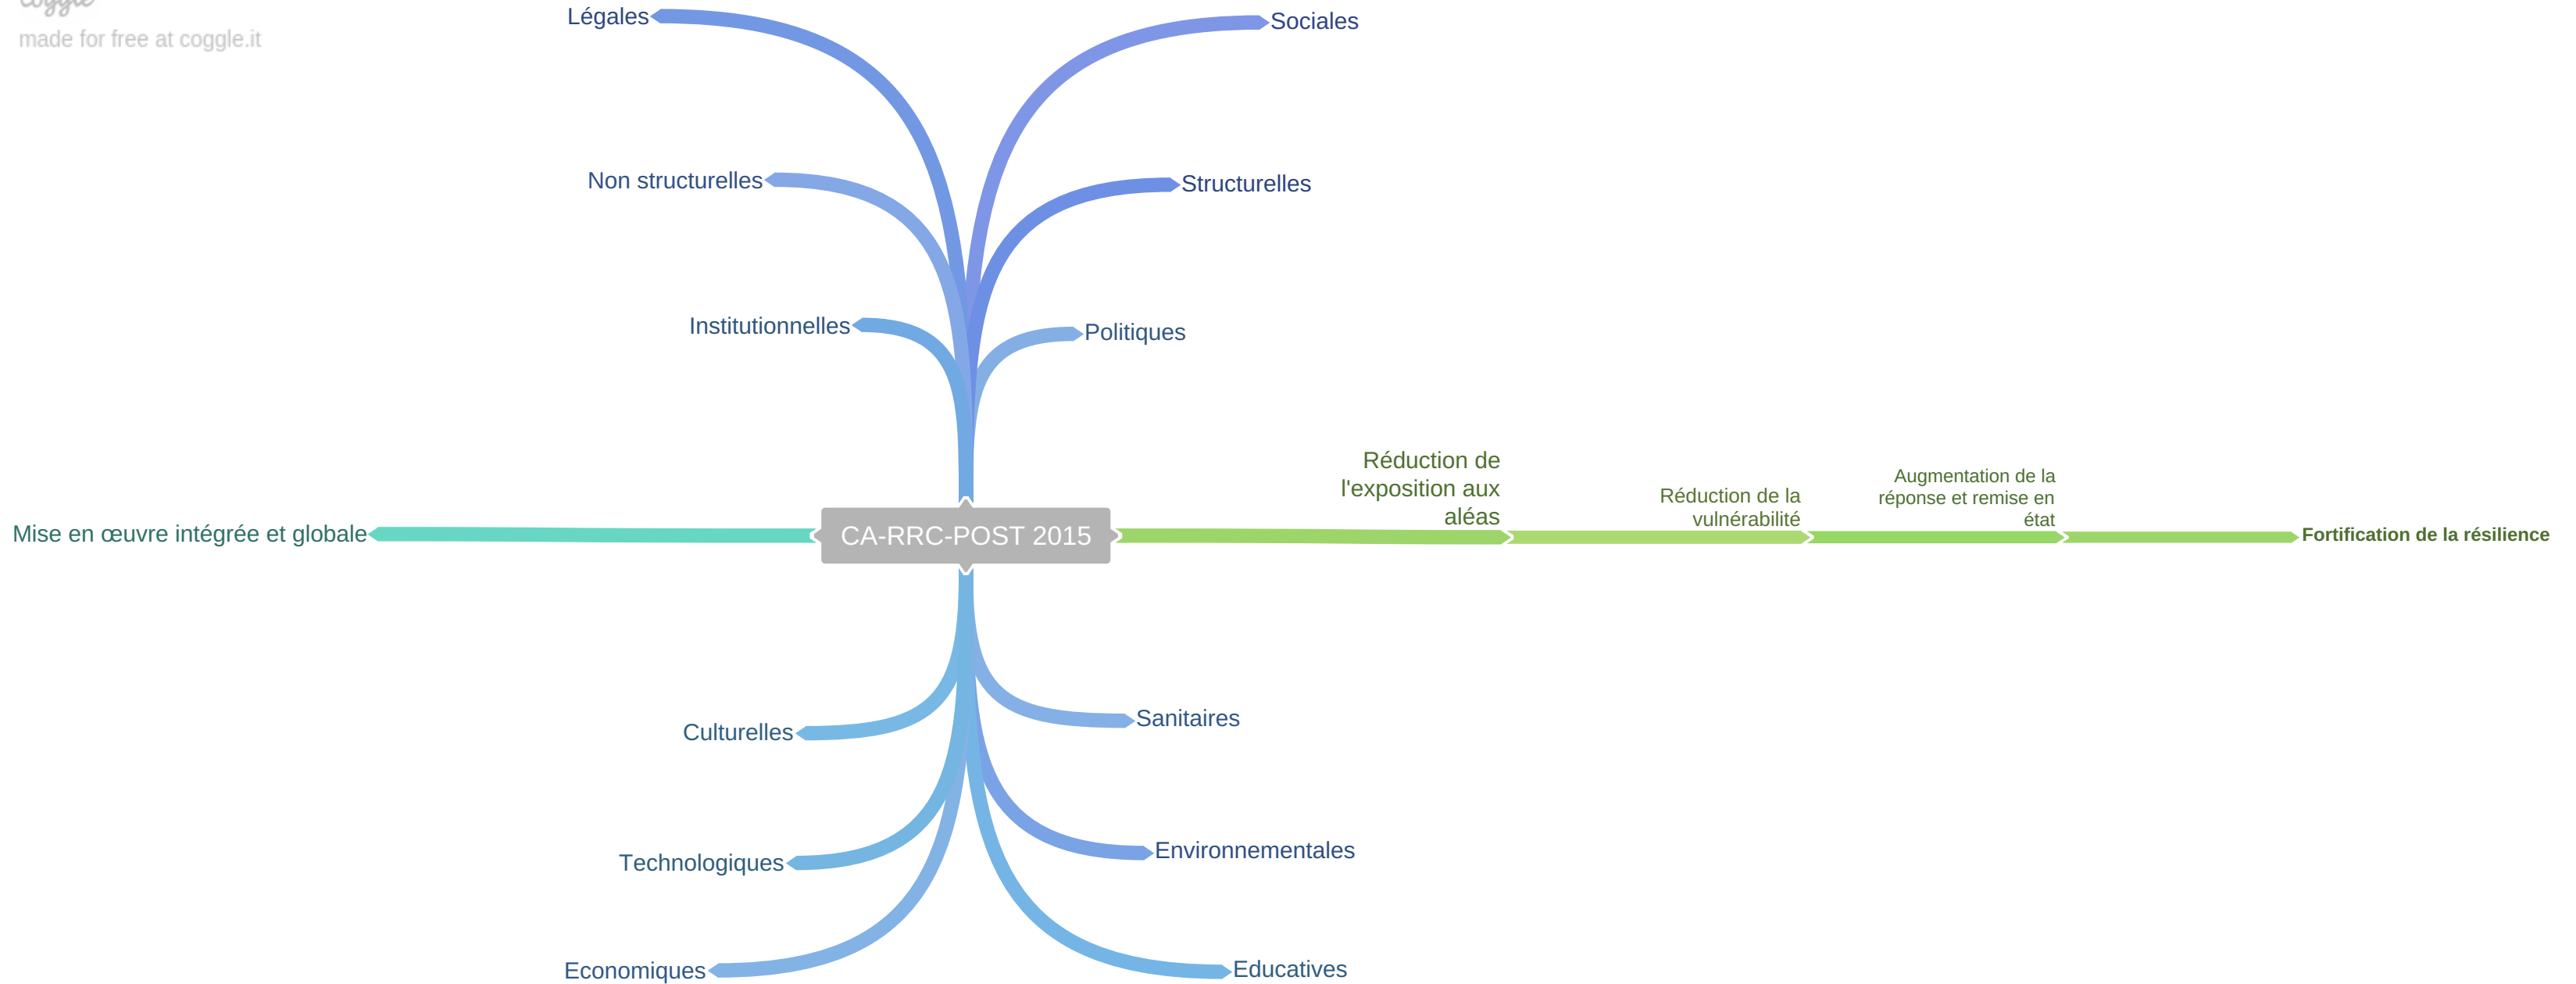 coggle
made for free at coggle.it
Légales
Sociales
Non structurelles
Structurelles
Institutionnelles
Politiques
Réduction de
l'exposition aux
aléas
Réduction de la
vulnérabilité
Augmentation de la
réponse et remise en
état
Mise en œuvre intégrée et globale
CA-RRC-POST 2015
Fortification de la résilience
Culturelles
Sanitaires
Technologiques
Environnementales
Economiques
Educatives